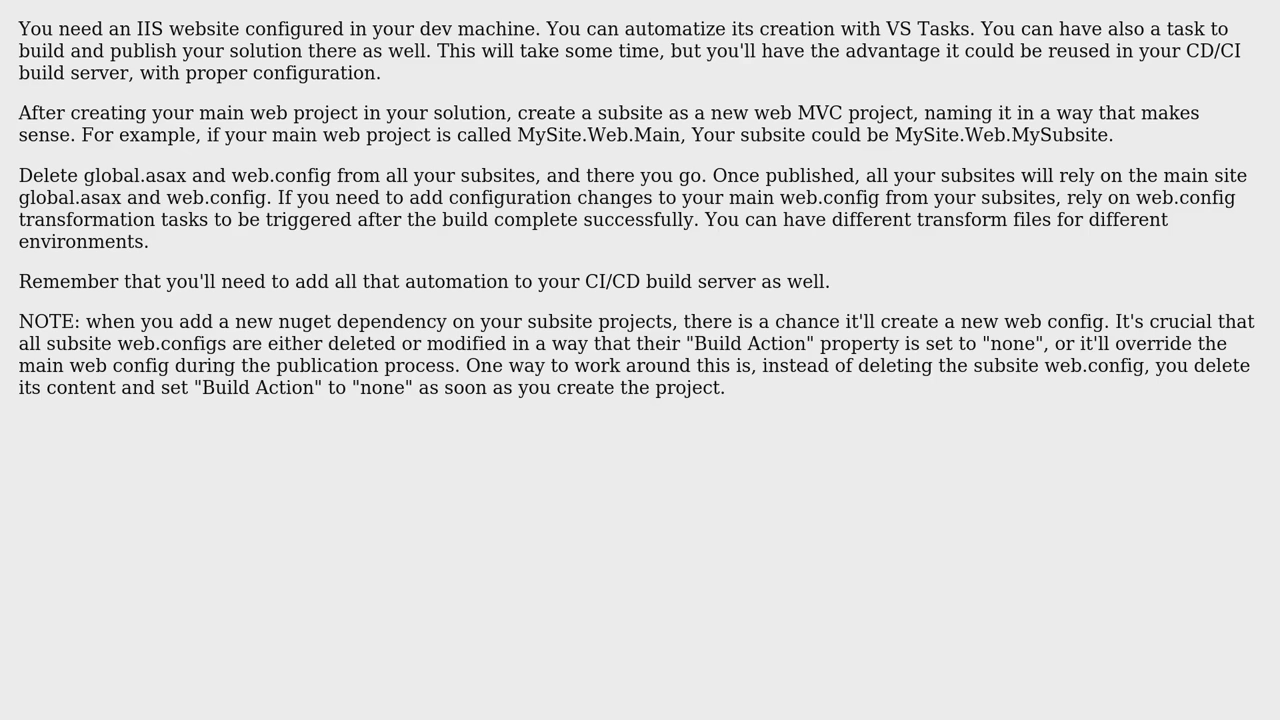 You need an IIS website configured in your dev machine. You can automatize its creation with VS Tasks. You can have also a task to
build and publish your solution there as well. This will take some time, but you'll have the advantage it could be reused in your CD/CI
build server, with proper configuration.
After creating your main web project in your solution, create a subsite as a new web MVC project, naming it in a way that makes
sense. For example, if your main web project is called MySite.Web.Main, Your subsite could be MySite.Web.MySubsite.
Delete global.asax and web.config from all your subsites, and there you go. Once published, all your subsites will rely on the main site
global.asax and web.config. If you need to add configuration changes to your main web.config from your subsites, rely on web.config
transformation tasks to be triggered after the build complete successfully. You can have different transform files for different
environments.
Remember that you'll need to add all that automation to your CI/CD build server as well.
NOTE: when you add a new nuget dependency on your subsite projects, there is a chance it'll create a new web config. It's crucial that
all subsite web.configs are either deleted or modified in a way that their "Build Action" property is set to "none", or it'll override the
main web config during the publication process. One way to work around this is, instead of deleting the subsite web.config, you delete
its content and set "Build Action" to "none" as soon as you create the project.